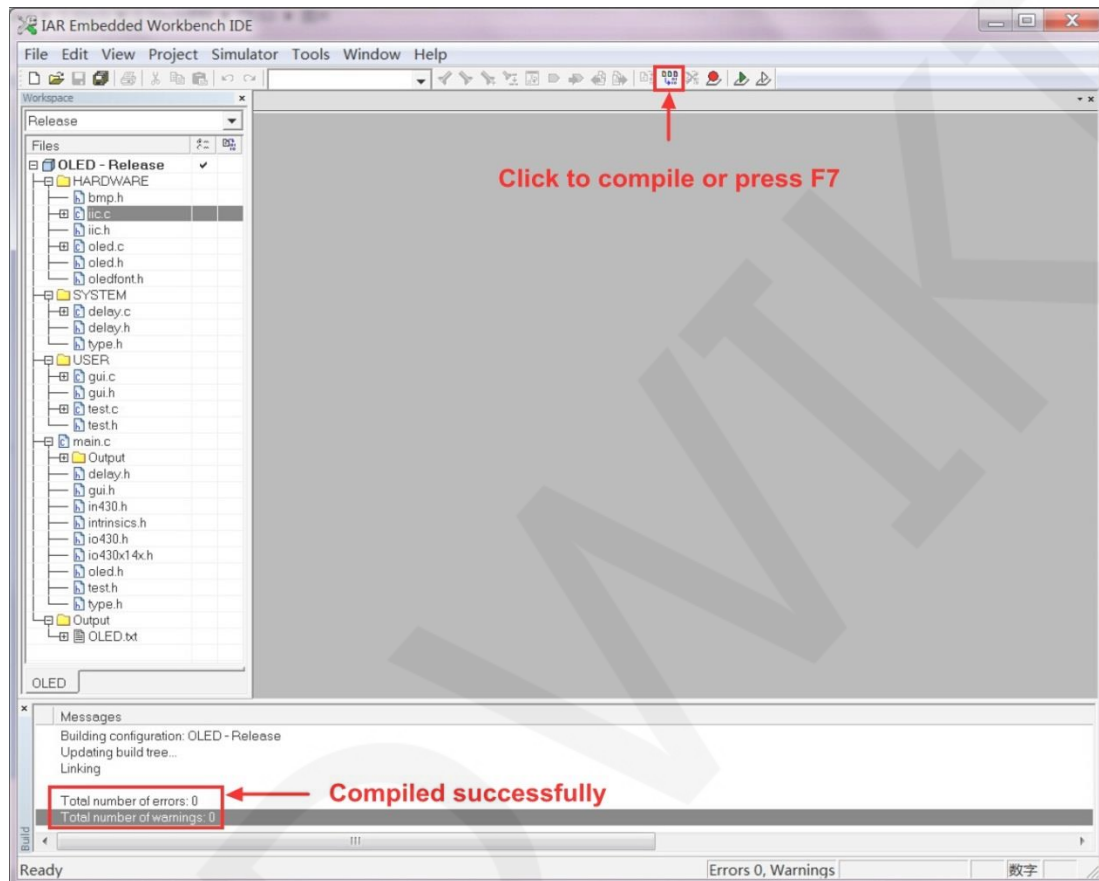 IAR Embedded Workbench IDE
File Edit View Project Simulator Tools Window Help
Workspace
Release
Files
OLED - Release
HARDWARE
bmp.h
iic.c
iic.h
oled.c
oled.h
oledfont.h
SYSTEM
delay.c
delay.h
type.h
USER
gui.c
gui.h
test.c
test.h
main.c
Output
delay.h
gui.h
in430.h
intrinsics.h
io430.h
io430x14x.h
oled.h
test.h
type.h
Output
OLED.txt
OLED
Click to compile or press F7
Messages
Building configuration: OLED - Release
Updating build tree...
Linking
Total number of errors: 0
Total number of warnings: 0
Compiled successfully
Build
Ready
Errors 0, Warnings
数字